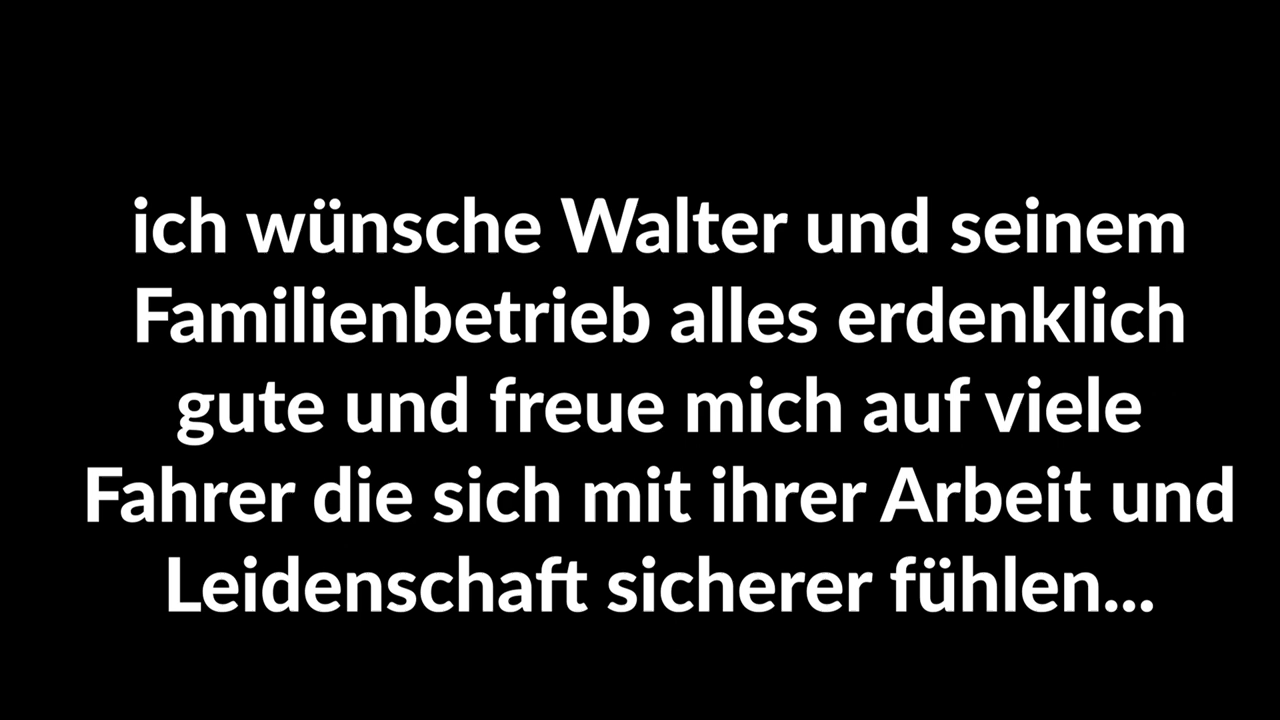 ich wünsche Walter und seinem
Familienbetrieb alles erdenklich
gute und freue mich auf viele
Fahrer die sich mit ihrer Arbeit und
Leidenschaft sicherer fühlen...